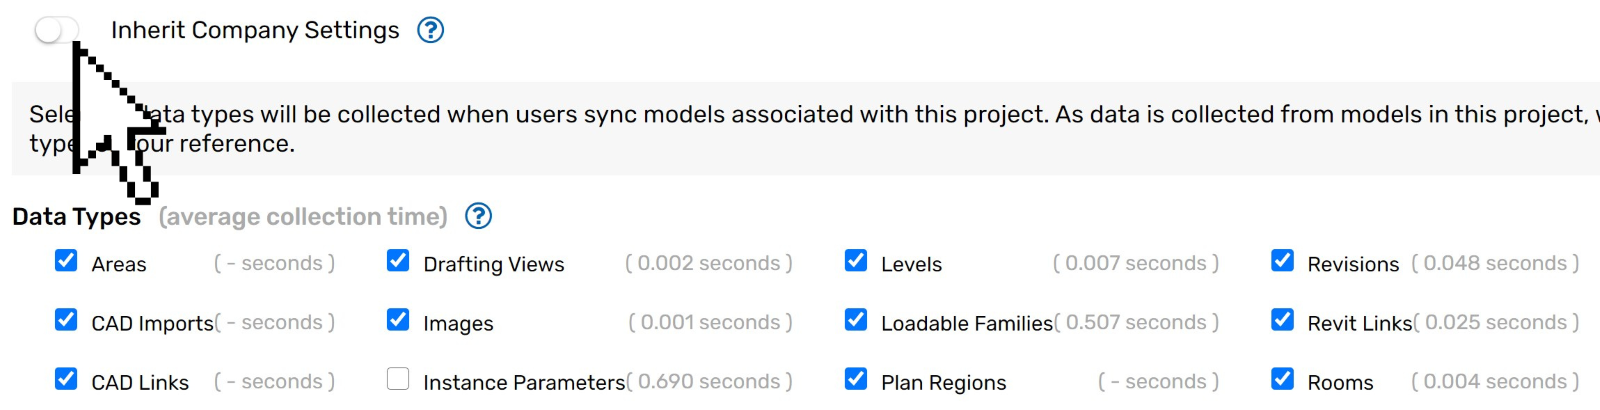 Inherit Company Settings ?
Sele ata types will be collected when users sync models associated with this project. As data is collected from models in this project,
type our reference.
Data Types (average collection time) ?
Areas ( - seconds ) Drafting Views ( 0.002 seconds ) Levels ( 0.007 seconds ) Revisions ( 0.048 seconds )
CAD Imports ( - seconds ) Images ( 0.001 seconds ) Loadable Families ( 0.507 seconds ) Revit Links ( 0.025 seconds )
CAD Links ( - seconds ) Instance Parameters ( 0.690 seconds ) Plan Regions ( - seconds ) Rooms ( 0.004 seconds )